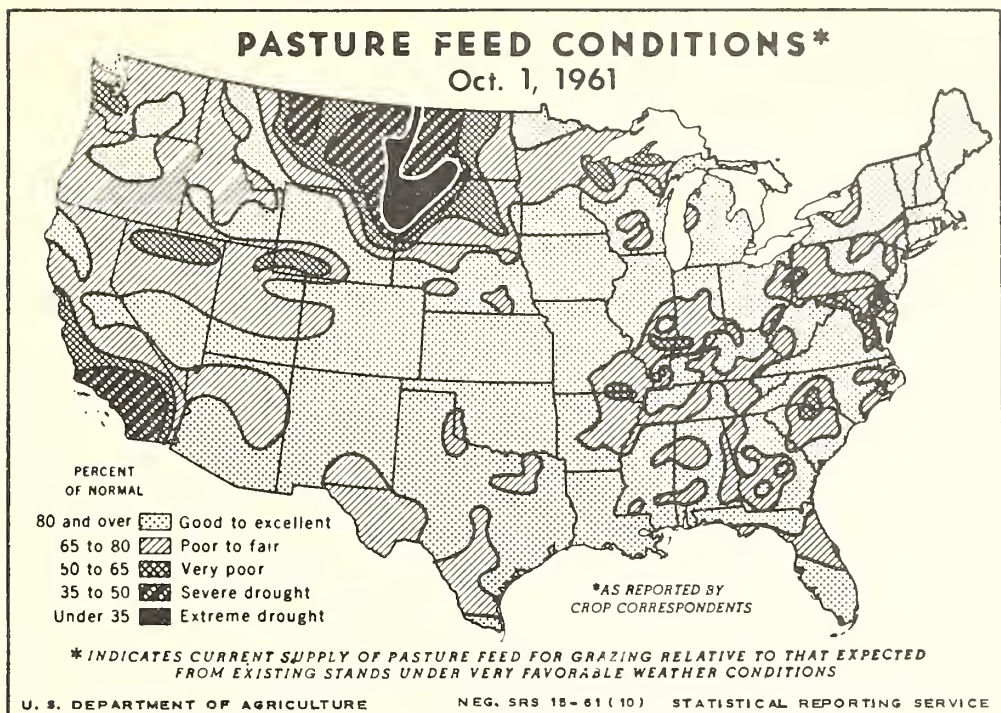 PASTURE FEED CONDITIONS*
Oct. 1, 1961
PERCENT
OF NORMAL
80 and over Good to excellent
65 to 80 Poor to fair
50 to 65 Very poor
35 to 50 Severe drought
Under 35 Extreme drought
*AS REPORTED BY
CROP CORRESPONDENTS
* INDICATES CURRENT SUPPLY OF PASTURE FEED FOR GRAZING RELATIVE TO THAT EXPECTED
FROM EXISTING STANDS UNDER VERY FAVORABLE WEATHER CONDITIONS
U. S. DEPARTMENT OF AGRICULTURE NEG. SRS 15-61 (10) STATISTICAL REPORTING SERVICE